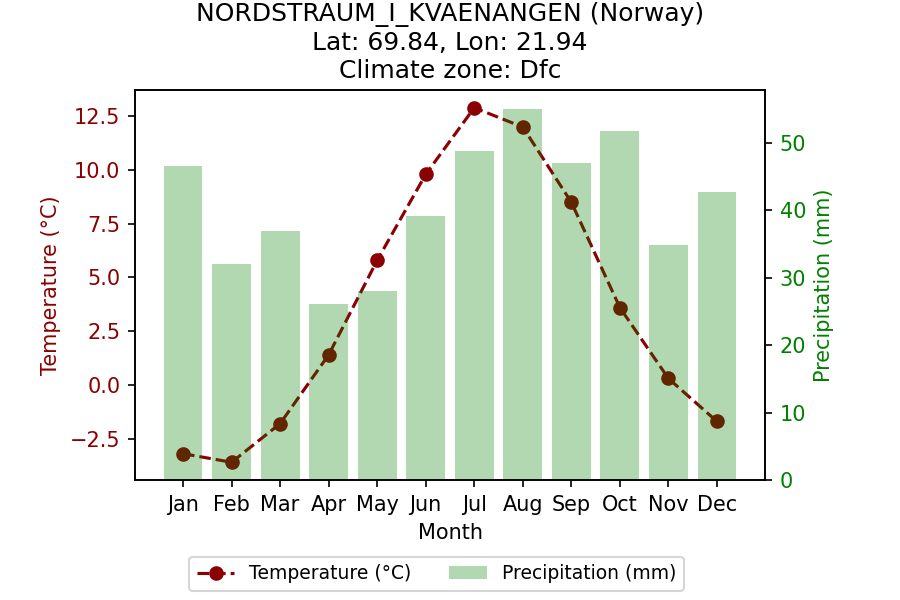 NORDSTRAUM_I_KVAENANGEN (Norway)
Lat: 69.84, Lon: 21.94
Climate zone: Dfc
12.5
10.0
7.5
5.0
2.5
0.0
−2.5
Temperature (°C)
50
40
30
20
10
0
Precipitation (mm)
Jan Feb Mar Apr May Jun Jul Aug Sep Oct Nov Dec
Month
Temperature (°C) Precipitation (mm)